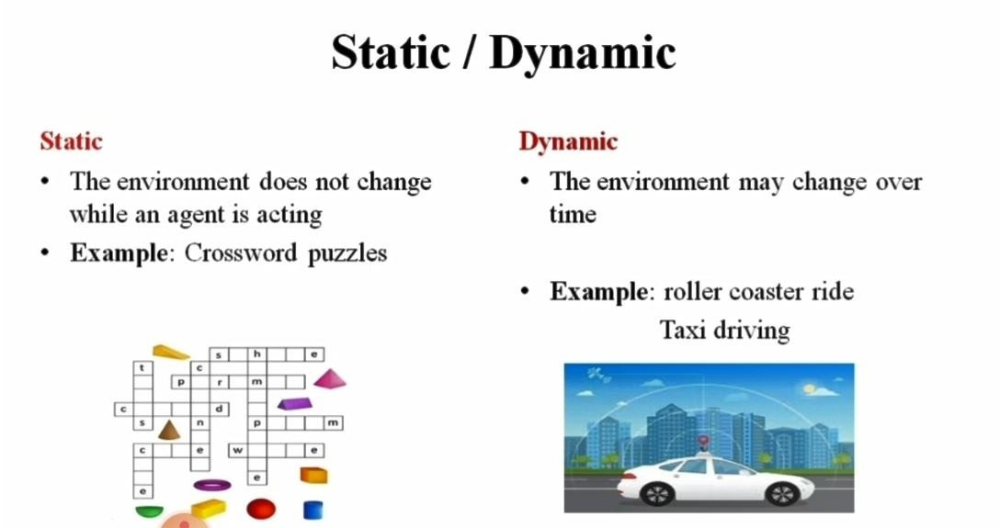 Static / Dynamic
Static
• The environment does not change
while an agent is acting
• Example: Crossword puzzles
Dynamic
• The environment may change over
time
• Example: roller coaster ride
Taxi driving
s h e
t c
p r m
c d
s n p m
c e w e
e
e